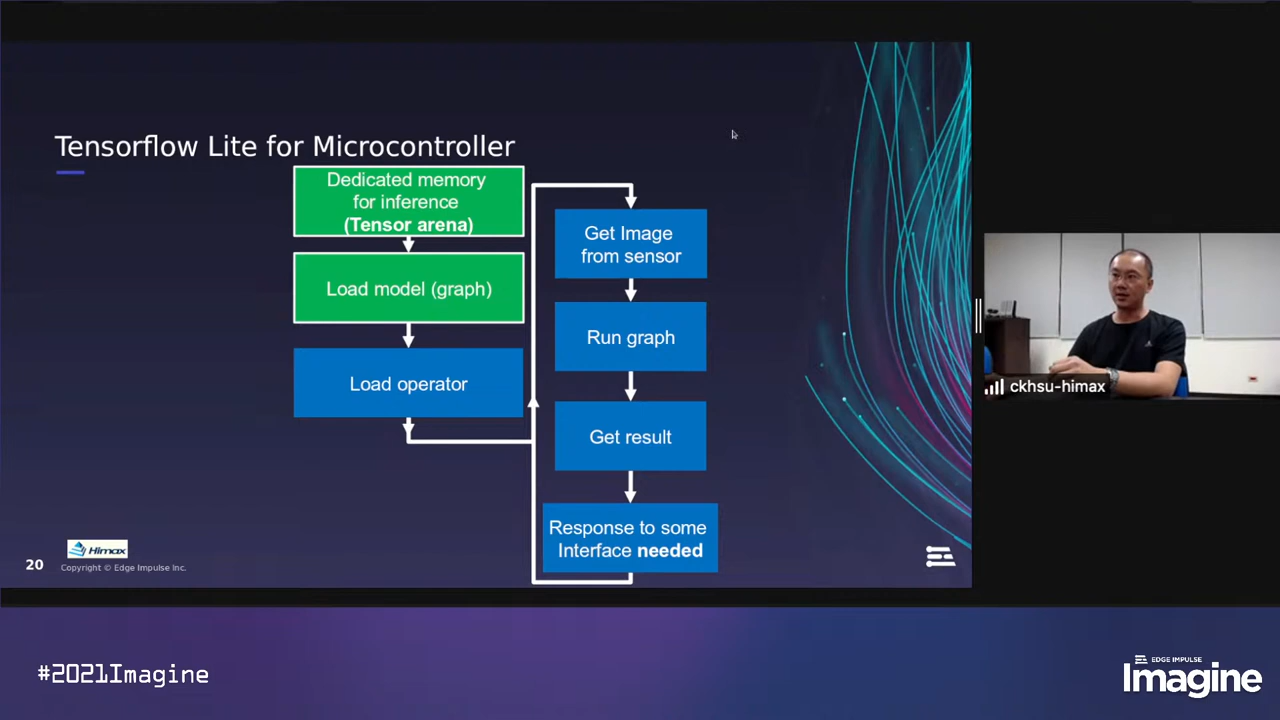 Tensorflow Lite for Microcontroller
Dedicated memory
for inference
(Tensor arena)
Load model (graph)
Load operator
Get Image
from sensor
Run graph
Get result
Response to some
Interface needed
Himax
20
Copyright © Edge Impulse Inc.
ckhsu-himax
#2021Imagine
EDGE IMPULSE
Imagine